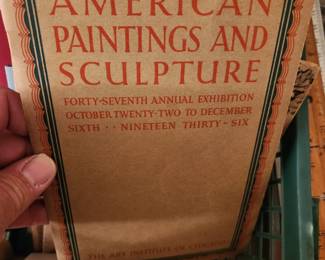 AMERICAN
PAINTINGS AND
SCULPTURE
FORTY-SEVENTH ANNUAL EXHIBITION
OCTOBER TWENTY-TWO TO DECEMBER
SIXTH · · NINETEEN THIRTY - SIX
THE ART INSTITUTE OF CHICAGO